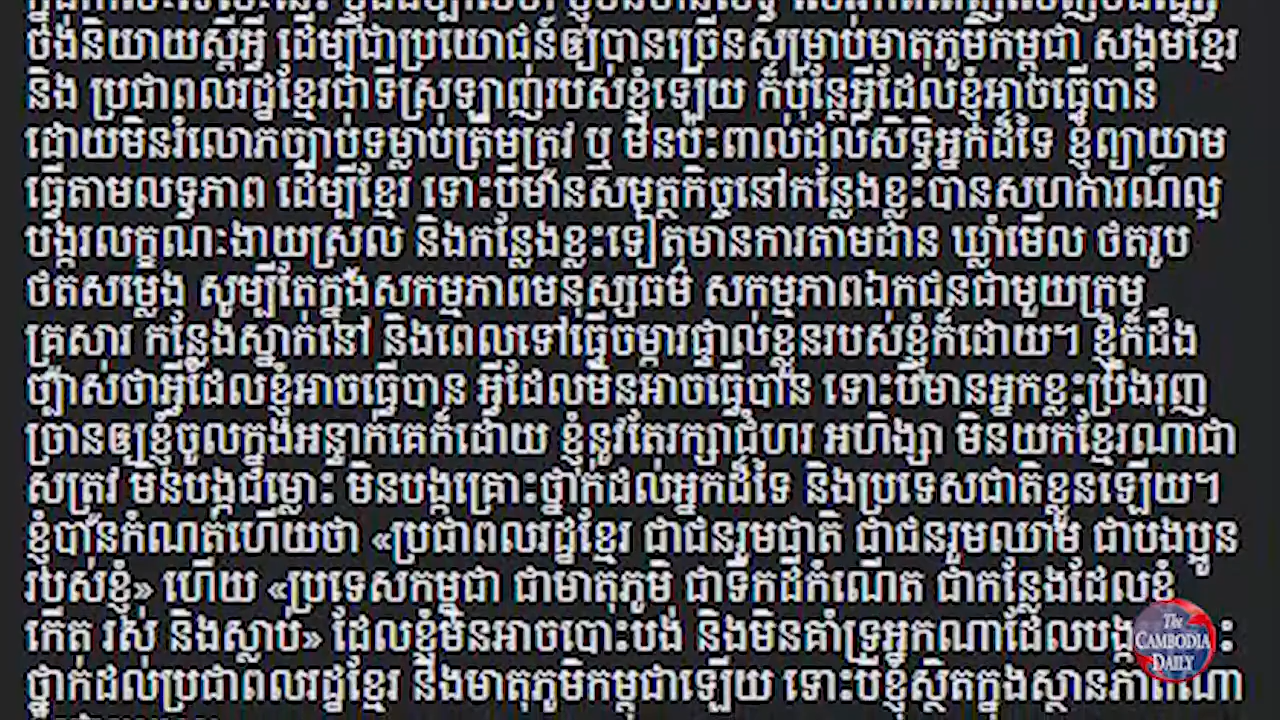 ថង់និយាយស្តីអ្វី ដើម្បីជាប្រយោជន៍ឲ្យបានច្រើនសម្រាប់មាតុភូមិកម្ពុជា សង្គមខ្មែរ
និង ប្រជាពលរដ្ឋខ្មែរជាទីស្រឡាញ់របស់ខ្ញុំឡើយ ក៏ប៉ុន្តែអ្វីដែលខ្ញុំអាចធ្វើបាន
ដោយមិនរំលោភច្បាប់ទម្លាប់ត្រឹមត្រូវ ឬ មិនប៉ះពាល់ដល់សិទ្ធិអ្នកដ៏ទៃ ខ្ញុំព្យាយាម
ធ្វើតាមលទ្ធភាព ដើម្បីខ្មែរ ទោះបីមានសមត្ថកិច្ចនៅកន្លែងខ្លះបានសហការណ៍ល្អ
បង្កលក្ខណៈងាយស្រួល និងកន្លែងខ្លះទៀតមានការតាមដាន ឃ្លាំមើល ថតរូប
ថតសម្លេង សូម្បីតែក្នុងសកម្មភាពមនុស្សធម៌ សកម្មភាពឯកជនជាមួយក្រុម
គ្រួសារ កន្លែងស្នាក់នៅ និងពេលទៅធ្វើចម្ការផ្ទាល់ខ្លួនរបស់ខ្ញុំក៏ដោយ។ ខ្ញុំក៏ដឹង
ច្បាស់ថាអ្វីដែលខ្ញុំអាចធ្វើបាន អ្វីដែលមិនអាចធ្វើបាន ទោះបីមានអ្នកខ្លះប្រឹងរុញ
ច្រានឲ្យខ្ញុំចូលក្នុងអន្ទាក់គេក៏ដោយ ខ្ញុំនូវតែរក្សាជំហរ អហិង្សា មិនយកខ្មែរណាជា
សត្រូវ មិនបង្កជម្លោះ មិនបង្កគ្រោះថ្នាក់ដល់អ្នកដ៏ទៃ និងប្រទេសជាតិខ្លួនឡើយ។
ខ្ញុំបានកំណត់ហើយថា «ប្រជាពលរដ្ឋខ្មែរ ជាជនរួមជាតិ ជាជនរួមឈាម ជាបងប្អូន
របស់ខ្ញុំ» ហើយ «ប្រទេសកម្ពុជា ជាមាតុភូមិ ជាទឹកដីកំណើត ជាកន្លែងដែលខ្ញុំ
កើត រស់ និងស្លាប់» ដែលខ្ញុំមិនអាចបោះបង់ និងមិនគាំទ្រអ្នកណាដែលបង្ក
ថ្នាក់ដល់ប្រជាពលរដ្ឋខ្មែរ និងមាតុភូមិកម្ពុជាឡើយ ទោះបីខ្ញុំស្ថិតក្នុងស្ថានភាពណា
The
CAMBODIA
DAILY